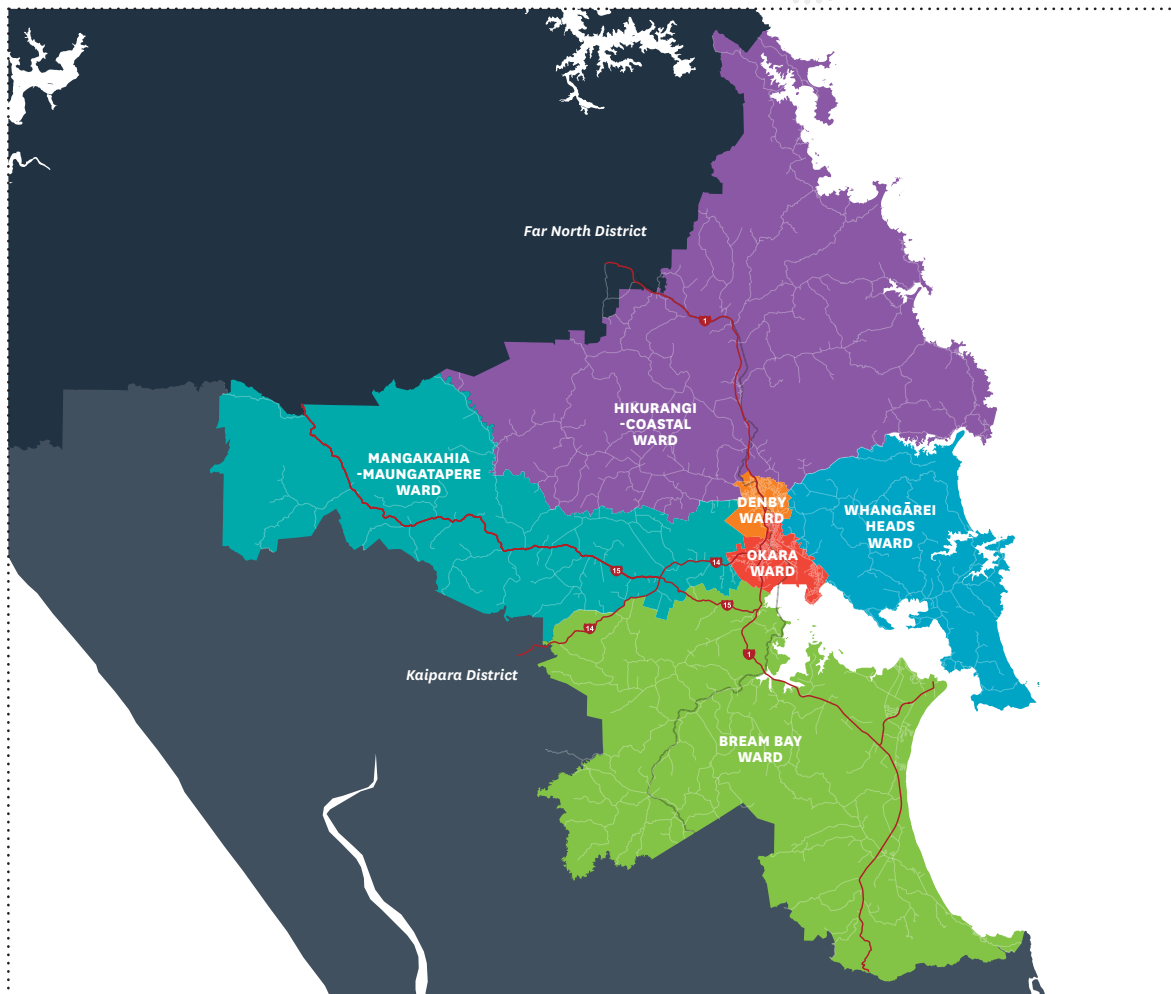 Far North District
1
HIKURANGI
-COASTAL
WARD
MANGAKAHIA
-MAUNGATAPERE
WARD
DENBY
WARD
WHANGĀREI
HEADS
WARD
OKARA
WARD
14
15
15
14
1
Kaipara District
BREAM BAY
WARD